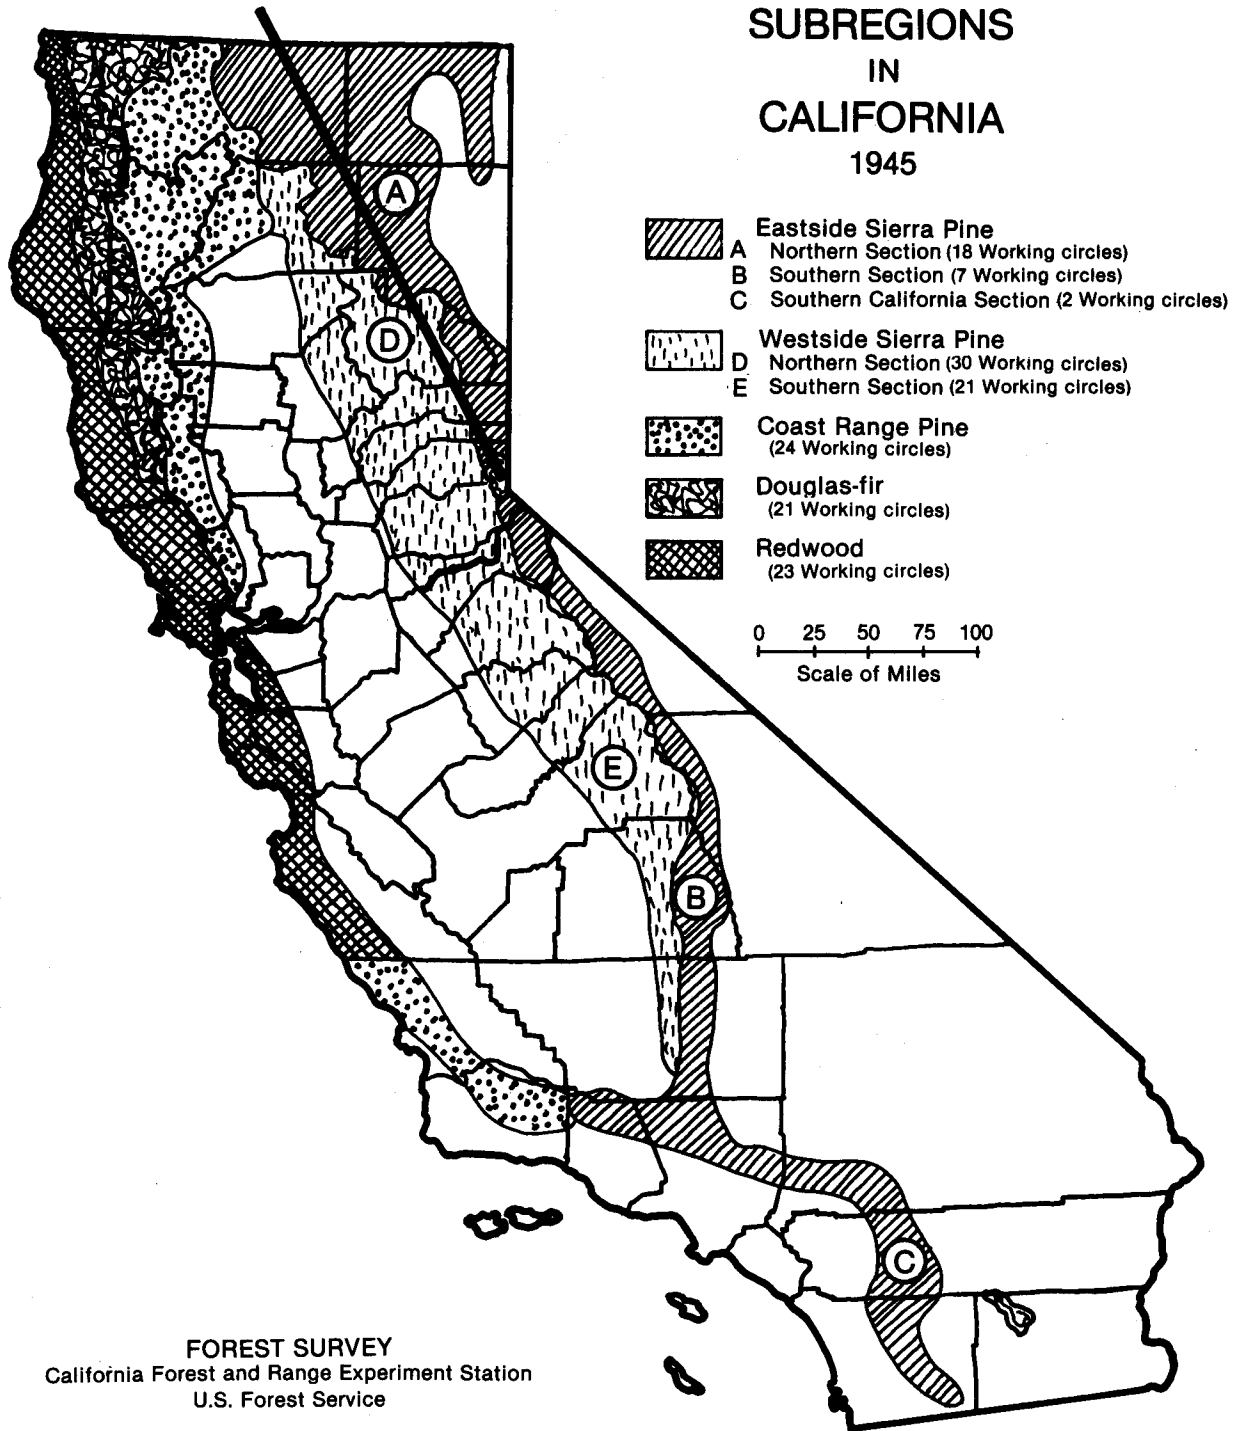 SUBREGIONS
IN
CALIFORNIA
1945
Eastside Sierra Pine
A Northern Section (18 Working circles)
B Southern Section (7 Working circles)
C Southern California Section (2 Working circles)
Westside Sierra Pine
D Northern Section (30 Working circles)
E Southern Section (21 Working circles)
Coast Range Pine
(24 Working circles)
Douglas-fir
(21 Working circles)
Redwood
(23 Working circles)
0 25 50 75 100
Scale of Miles
A
D
E
B
C
FOREST SURVEY
California Forest and Range Experiment Station
U.S. Forest Service